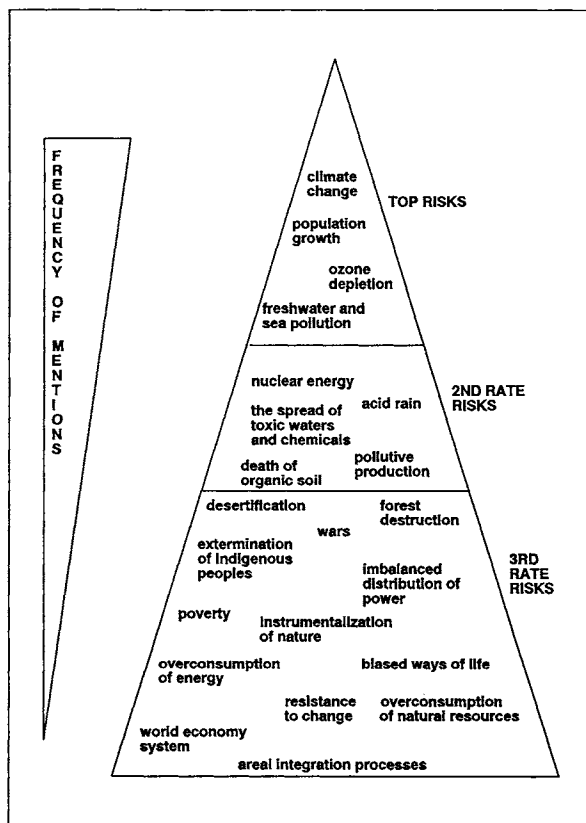 FREQUENCY OF MENTIONS
climate
change
TOP RISKS
population
growth
ozone
depletion
freshwater and
sea pollution
nuclear energy
2ND RATE
RISKS
acid rain
the spread of
toxic waters
and chemicals
pollutive
production
death of
organic soil
desertification
forest
destruction
wars
extermination
of indigenous
peoples
3RD
RATE
RISKS
imbalanced
distribution of
power
poverty
instrumentalization
of nature
overconsumption
of energy
biased ways of life
resistance
to change
overconsumption
of natural resources
world economy
system
areal integration processes